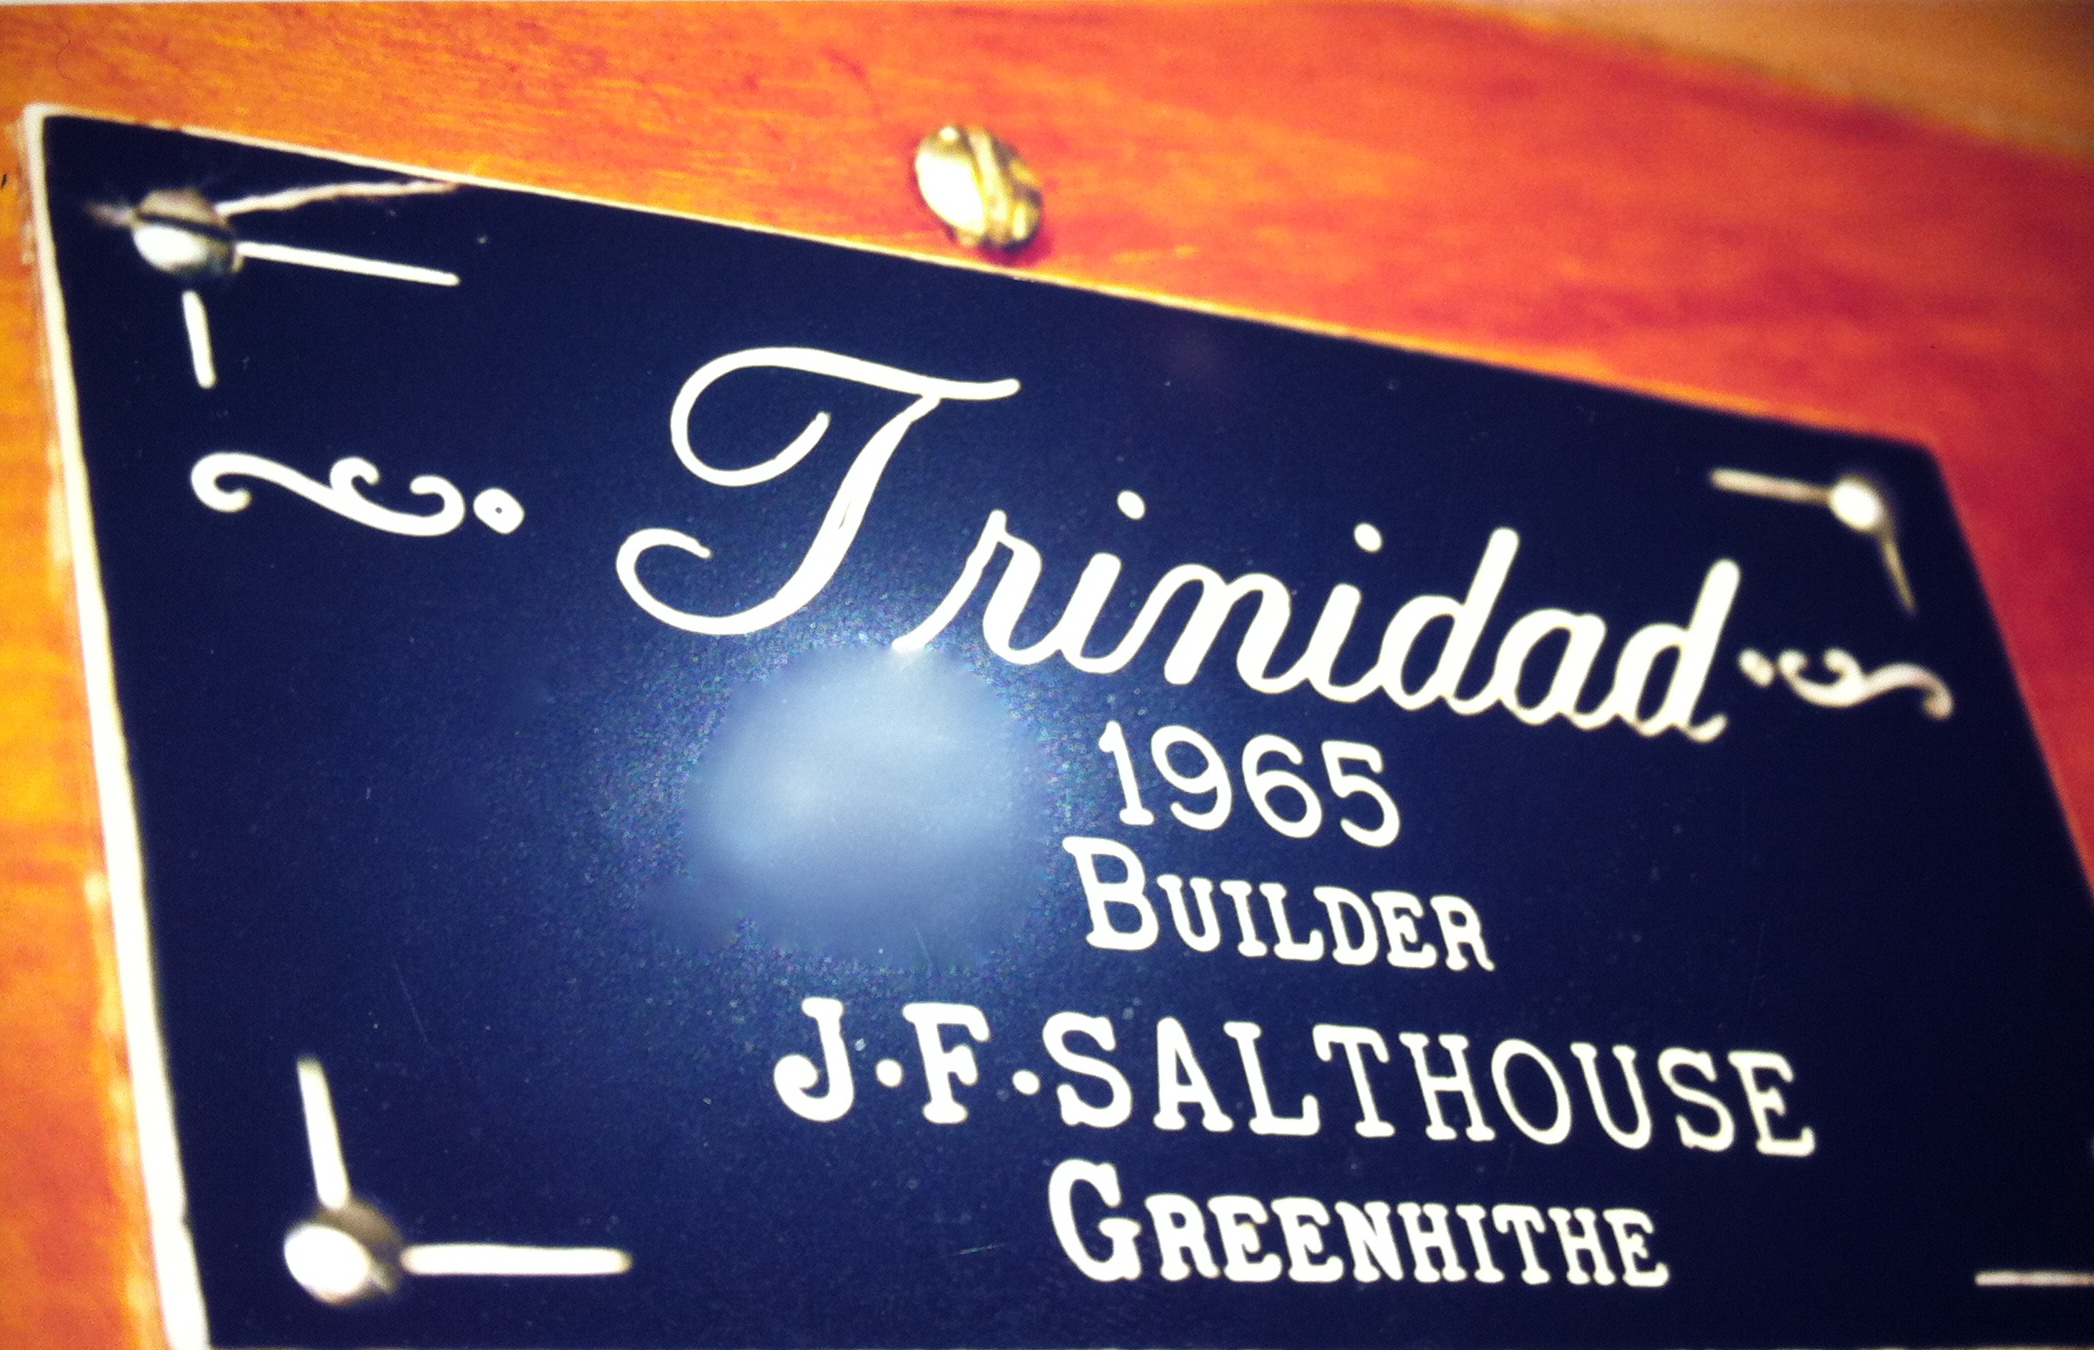 Trinidad
1965
BUILDER
J.F.SALTHOUSE
GREENHITHE